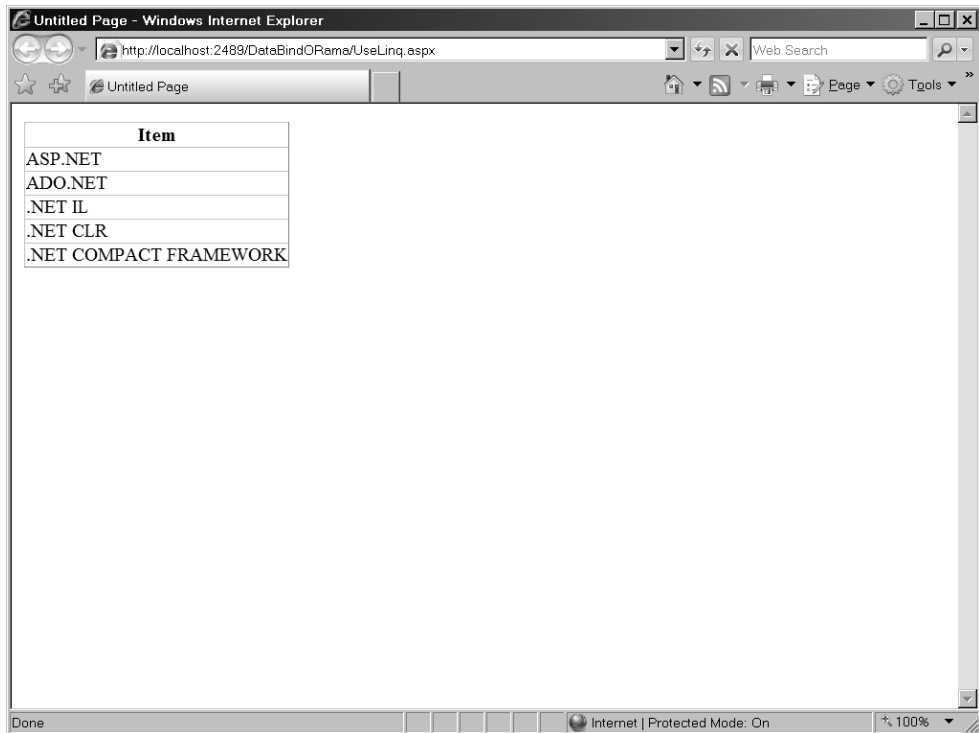 Untitled Page - Windows Internet Explorer
http://localhost:2489/DataBindORama/UseLinq.aspx
Web Search
Untitled Page
Page
Tools
Item
ASP.NET
ADO.NET
.NET IL
.NET CLR
.NET COMPACT FRAMEWORK
Done
Internet | Protected Mode: On
100%